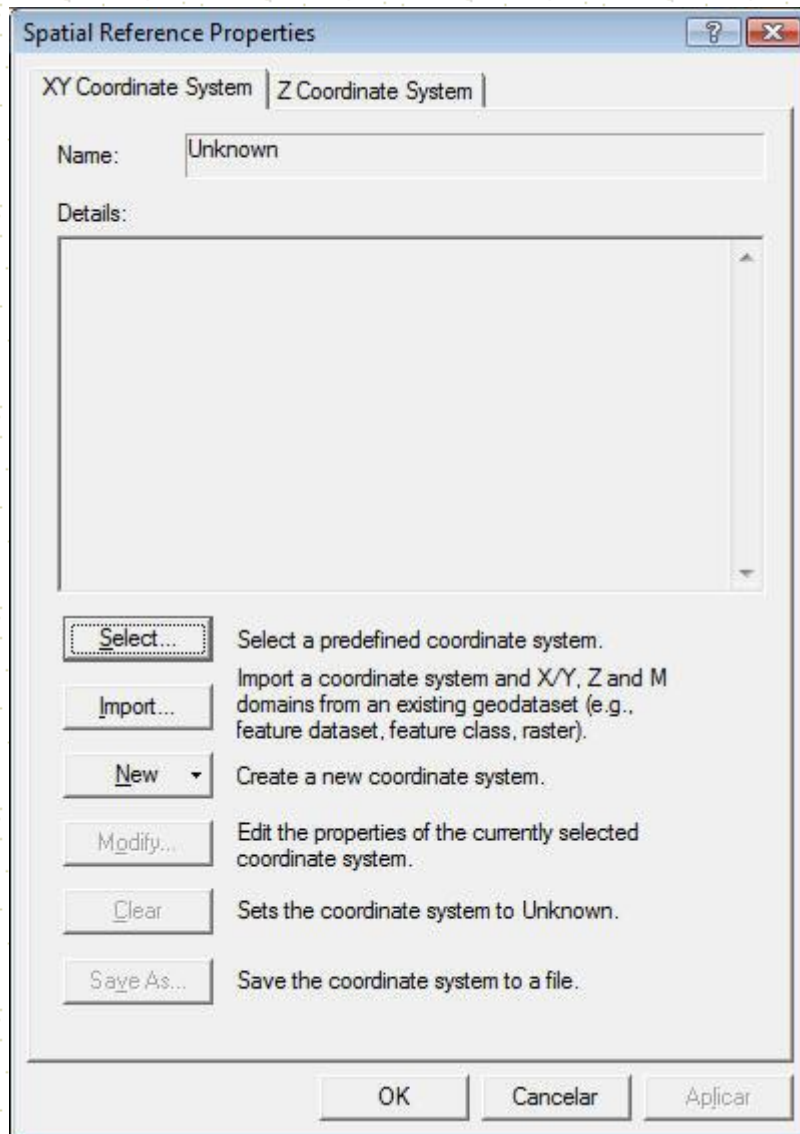 Spatial Reference Properties
XY Coordinate System
Z Coordinate System
Name:
Unknown
Details:
Select...
Select a predefined coordinate system.
Import...
Import a coordinate system and X/Y, Z and M
domains from an existing geodataset (e.g.,
feature dataset, feature class, raster).
New
Create a new coordinate system.
Modify...
Edit the properties of the currently selected
coordinate system.
Clear
Sets the coordinate system to Unknown.
Save As...
Save the coordinate system to a file.
OK
Cancelar
Aplicar